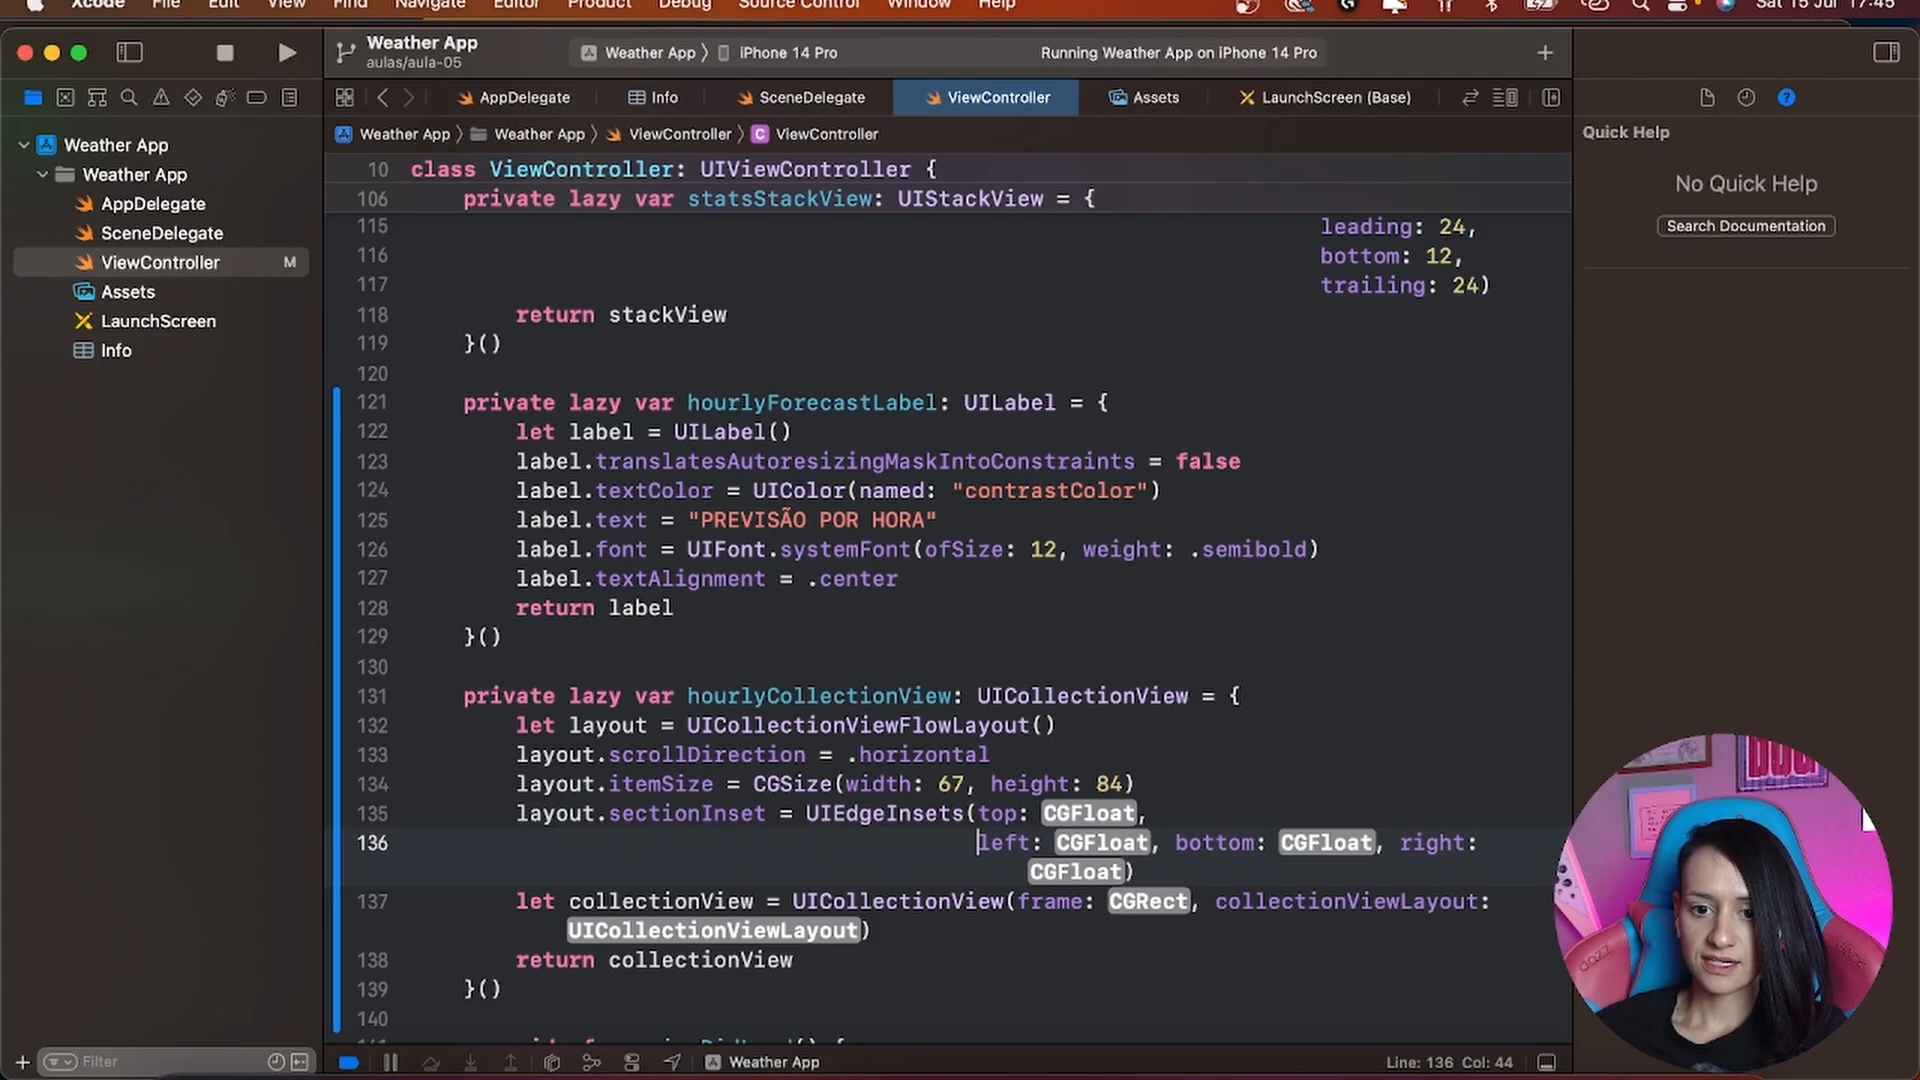 Xcode File Edit View Find Navigate Editor Product Debug Source Control Window Help Sat 15 Jul 17:45
Weather App
aulas/aula-05
Weather App iPhone 14 Pro
Running Weather App on iPhone 14 Pro
AppDelegate Info SceneDelegate ViewController Assets LaunchScreen (Base)
Weather App Weather App ViewController C ViewController
Weather App
Weather App
AppDelegate
SceneDelegate
ViewController M
Assets
LaunchScreen
Info
10 class ViewController: UIViewController {
106 private lazy var statsStackView: UIStackView = {
115 leading: 24,
116 bottom: 12,
117 trailing: 24)
118 return stackView
119 }()
120
121 private lazy var hourlyForecastLabel: UILabel = {
122 let label = UILabel()
123 label.translatesAutoresizingMaskIntoConstraints = false
124 label.textColor = UIColor(named: "contrastColor")
125 label.text = "PREVISÃO POR HORA"
126 label.font = UIFont.systemFont(ofSize: 12, weight: .semibold)
127 label.textAlignment = .center
128 return label
129 }()
130
131 private lazy var hourlyCollectionView: UICollectionView = {
132 let layout = UICollectionViewFlowLayout()
133 layout.scrollDirection = .horizontal
134 layout.itemSize = CGSize(width: 67, height: 84)
135 layout.sectionInset = UIEdgeInsets(top: CGFloat,
136 left: CGFloat, bottom: CGFloat, right:
CGFloat)
137 let collectionView = UICollectionView(frame: CGRect, collectionViewLayout:
UICollectionViewLayout)
138 return collectionView
139 }()
140
Quick Help
No Quick Help
Search Documentation
Filter
Weather App
Line: 136 Col: 44